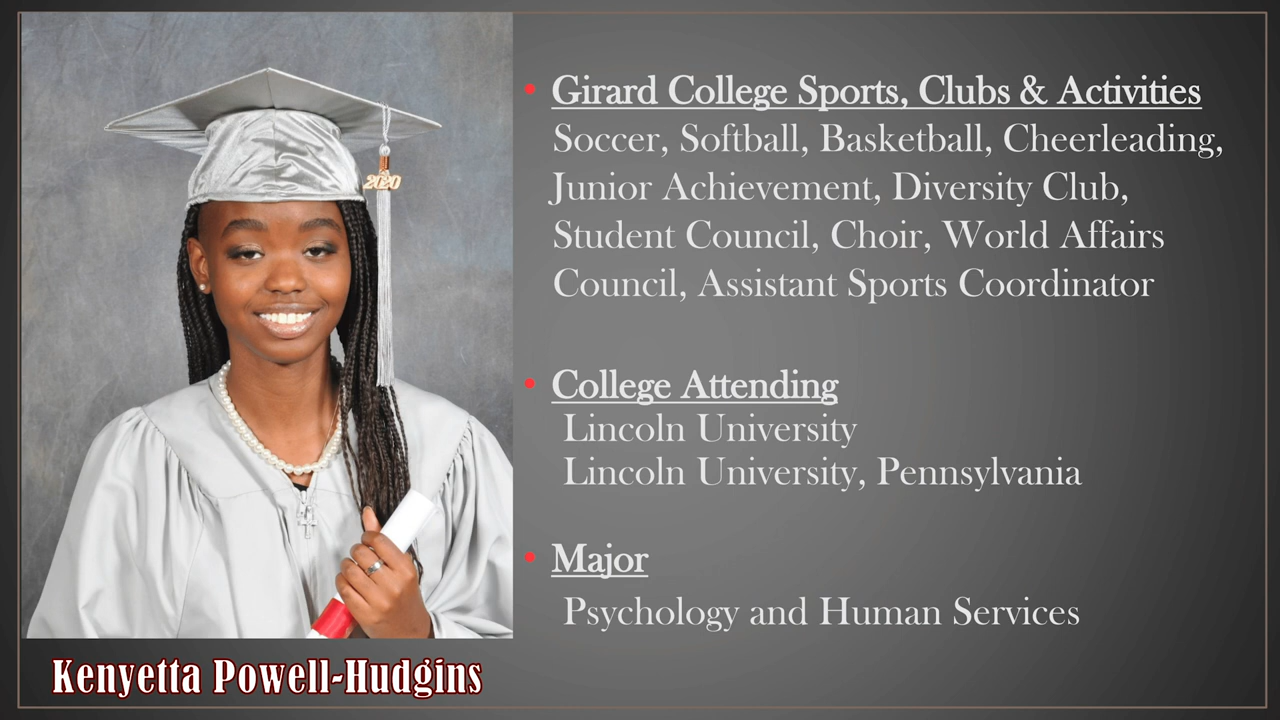 2020
• Girard College Sports, Clubs & Activities
Soccer, Softball, Basketball, Cheerleading,
Junior Achievement, Diversity Club,
Student Council, Choir, World Affairs
Council, Assistant Sports Coordinator
• College Attending
Lincoln University
Lincoln University, Pennsylvania
• Major
Psychology and Human Services
Kenyetta Powell-Hudgins